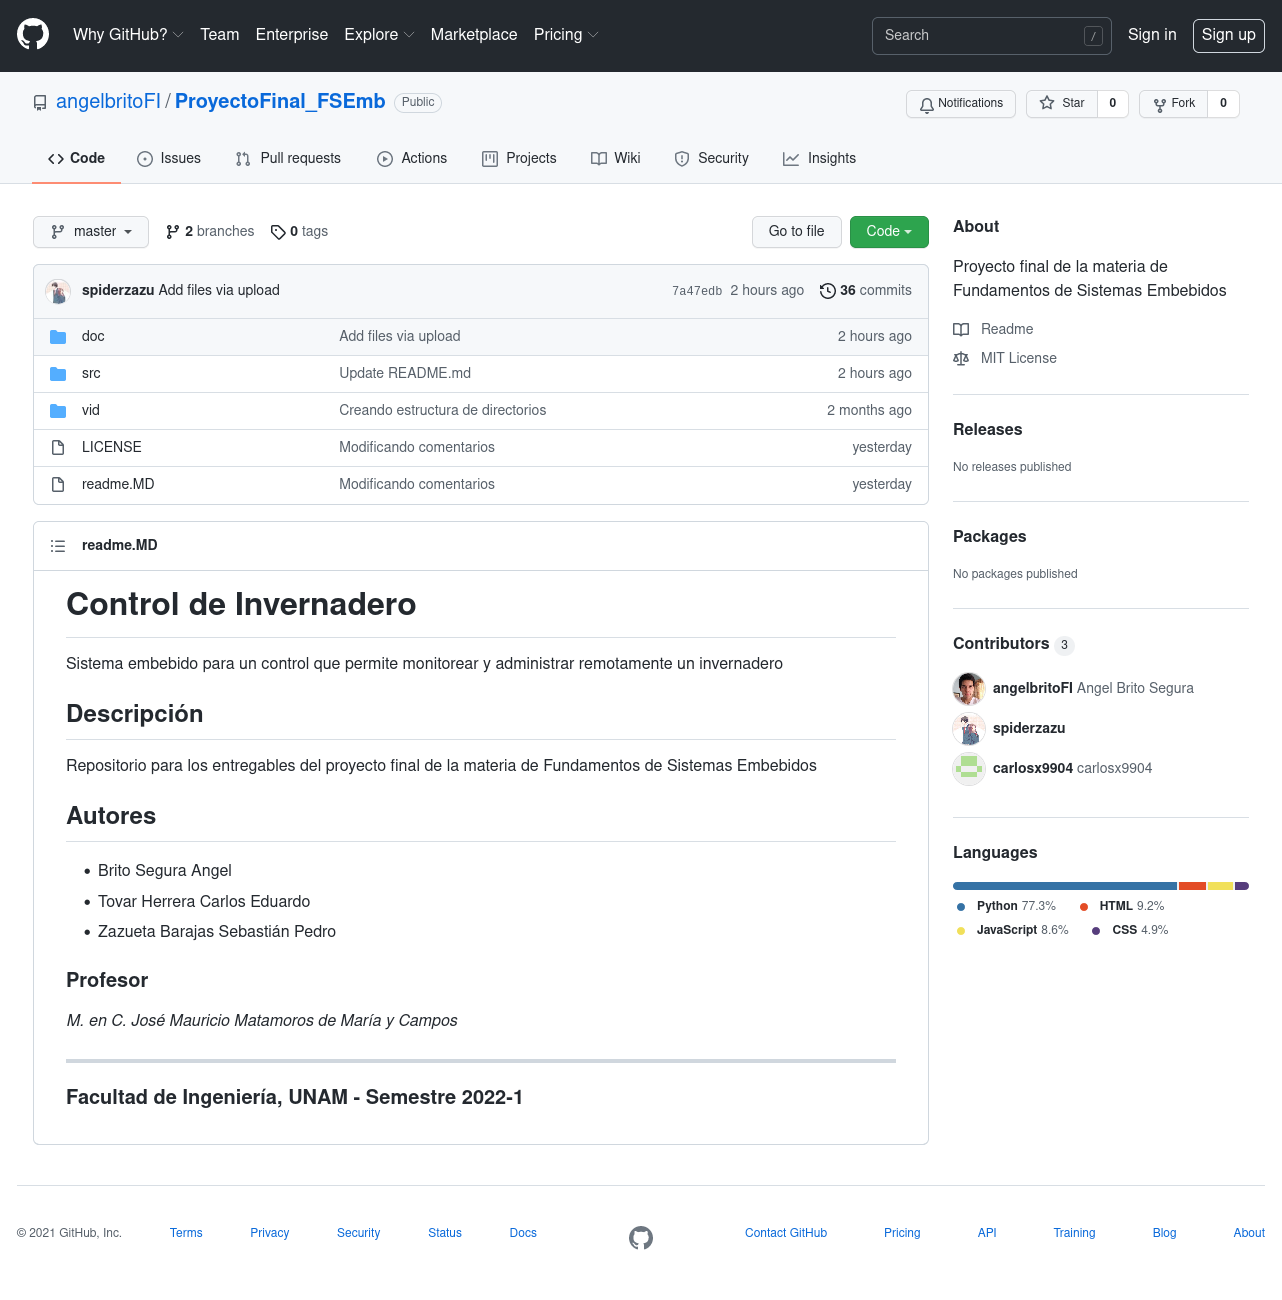 Why GitHub? Team Enterprise Explore Marketplace Pricing Search / Sign in Sign up
angelbritoFI / ProyectoFinal_FSEmb Public Notifications Star 0 Fork 0
Code Issues Pull requests Actions Projects Wiki Security Insights
master 2 branches 0 tags Go to file Code
spiderzazu Add files via upload 7a47edb 2 hours ago 36 commits
doc Add files via upload 2 hours ago
src Update README.md 2 hours ago
vid Creando estructura de directorios 2 months ago
LICENSE Modificando comentarios yesterday
readme.MD Modificando comentarios yesterday
readme.MD
Control de Invernadero
Sistema embebido para un control que permite monitorear y administrar remotamente un invernadero
Descripción
Repositorio para los entregables del proyecto final de la materia de Fundamentos de Sistemas Embebidos
Autores
• Brito Segura Angel
• Tovar Herrera Carlos Eduardo
• Zazueta Barajas Sebastián Pedro
Profesor
M. en C. José Mauricio Matamoros de María y Campos
Facultad de Ingeniería, UNAM - Semestre 2022-1
About
Proyecto final de la materia de
Fundamentos de Sistemas Embebidos
Readme
MIT License
Releases
No releases published
Packages
No packages published
Contributors 3
angelbritoFI Angel Brito Segura
spiderzazu
carlosx9904 carlosx9904
Languages
Python 77.3% HTML 9.2%
JavaScript 8.6% CSS 4.9%
© 2021 GitHub, Inc. Terms Privacy Security Status Docs Contact GitHub Pricing API Training Blog About